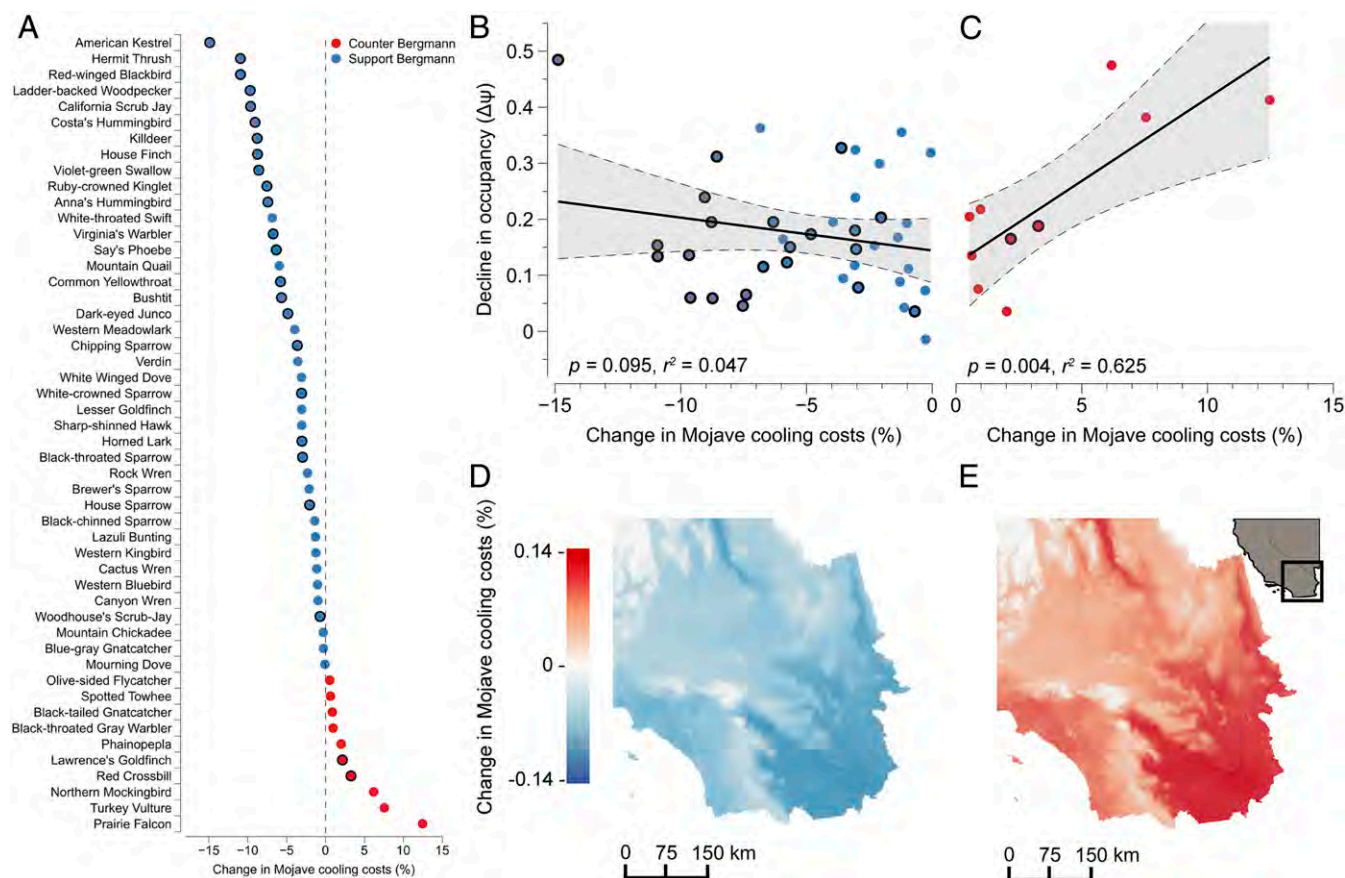 A
Counter Bergmann
Support Bergmann
American Kestrel
Hermit Thrush
Red-winged Blackbird
Ladder-backed Woodpecker
California Scrub Jay
Costa's Hummingbird
Killdeer
House Finch
Violet-green Swallow
Ruby-crowned Kinglet
Anna's Hummingbird
White-throated Swift
Virginia's Warbler
Say's Phoebe
Mountain Quail
Common Yellowthroat
Bushtit
Dark-eyed Junco
Western Meadowlark
Chipping Sparrow
Verdin
White Winged Dove
White-crowned Sparrow
Lesser Goldfinch
Sharp-shinned Hawk
Horned Lark
Black-throated Sparrow
Rock Wren
Brewer's Sparrow
House Sparrow
Black-chinned Sparrow
Lazuli Bunting
Western Kingbird
Cactus Wren
Western Bluebird
Canyon Wren
Woodhouse's Scrub-Jay
Mountain Chickadee
Blue-gray Gnatcatcher
Mourning Dove
Olive-sided Flycatcher
Spotted Towhee
Black-tailed Gnatcatcher
Black-throated Gray Warbler
Phainopepla
Lawrence's Goldfinch
Red Crossbill
Northern Mockingbird
Turkey Vulture
Prairie Falcon
−15 −10 −5 0 5 10 15
Change in Mojave cooling costs (%)
B
Decline in occupancy (Δψ)
0.5
0.4
0.3
0.2
0.1
0
p = 0.095, r² = 0.047
−15 −10 −5 0
Change in Mojave cooling costs (%)
C
p = 0.004, r² = 0.625
0 5 10 15
Change in Mojave cooling costs (%)
D
Change in Mojave cooling costs (%)
0.14
0
-0.14
0 75 150 km
E
0 75 150 km